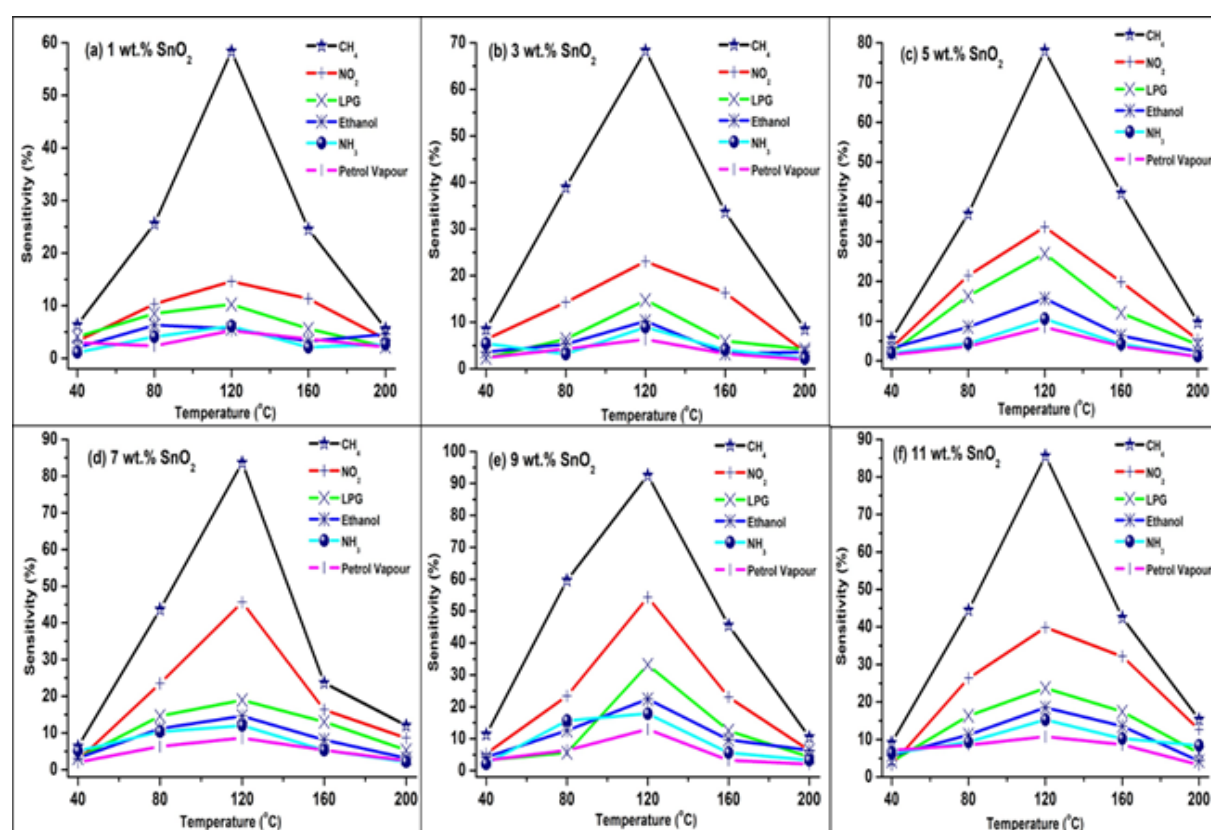 (a) 1 wt.% SnO₂
CH₄
NO₂
LPG
Ethanol
NH₃
Petrol Vapour
60
50
40
30
20
10
0
Sensitivity (%)
40 80 120 160 200
Temperature (°C)
(b) 3 wt.% SnO₂
CH₄
NO₂
LPG
Ethanol
NH₃
Petrol Vapour
70
60
50
40
30
20
10
0
Sensitivity (%)
40 80 120 160 200
Temperature (°C)
(c) 5 wt.% SnO₂
CH₄
NO₂
LPG
Ethanol
NH₃
Petrol Vapour
80
70
60
50
40
30
20
10
0
Sensitivity (%)
40 80 120 160 200
Temperature (°C)
(d) 7 wt.% SnO₂
CH₄
NO₂
LPG
Ethanol
NH₃
Petrol Vapour
90
80
70
60
50
40
30
20
10
0
Sensitivity (%)
40 80 120 160 200
Temperature (°C)
(e) 9 wt.% SnO₂
CH₄
NO₂
LPG
Ethanol
NH₃
Petrol Vapour
100
90
80
70
60
50
40
30
20
10
0
Sensitivity (%)
40 80 120 160 200
Temperature (°C)
(f) 11 wt.% SnO₂
CH₄
NO₂
LPG
Ethanol
NH₃
Petrol Vapour
90
80
70
60
50
40
30
20
10
0
Sensitivity (%)
40 80 120 160 200
Temperature (°C)